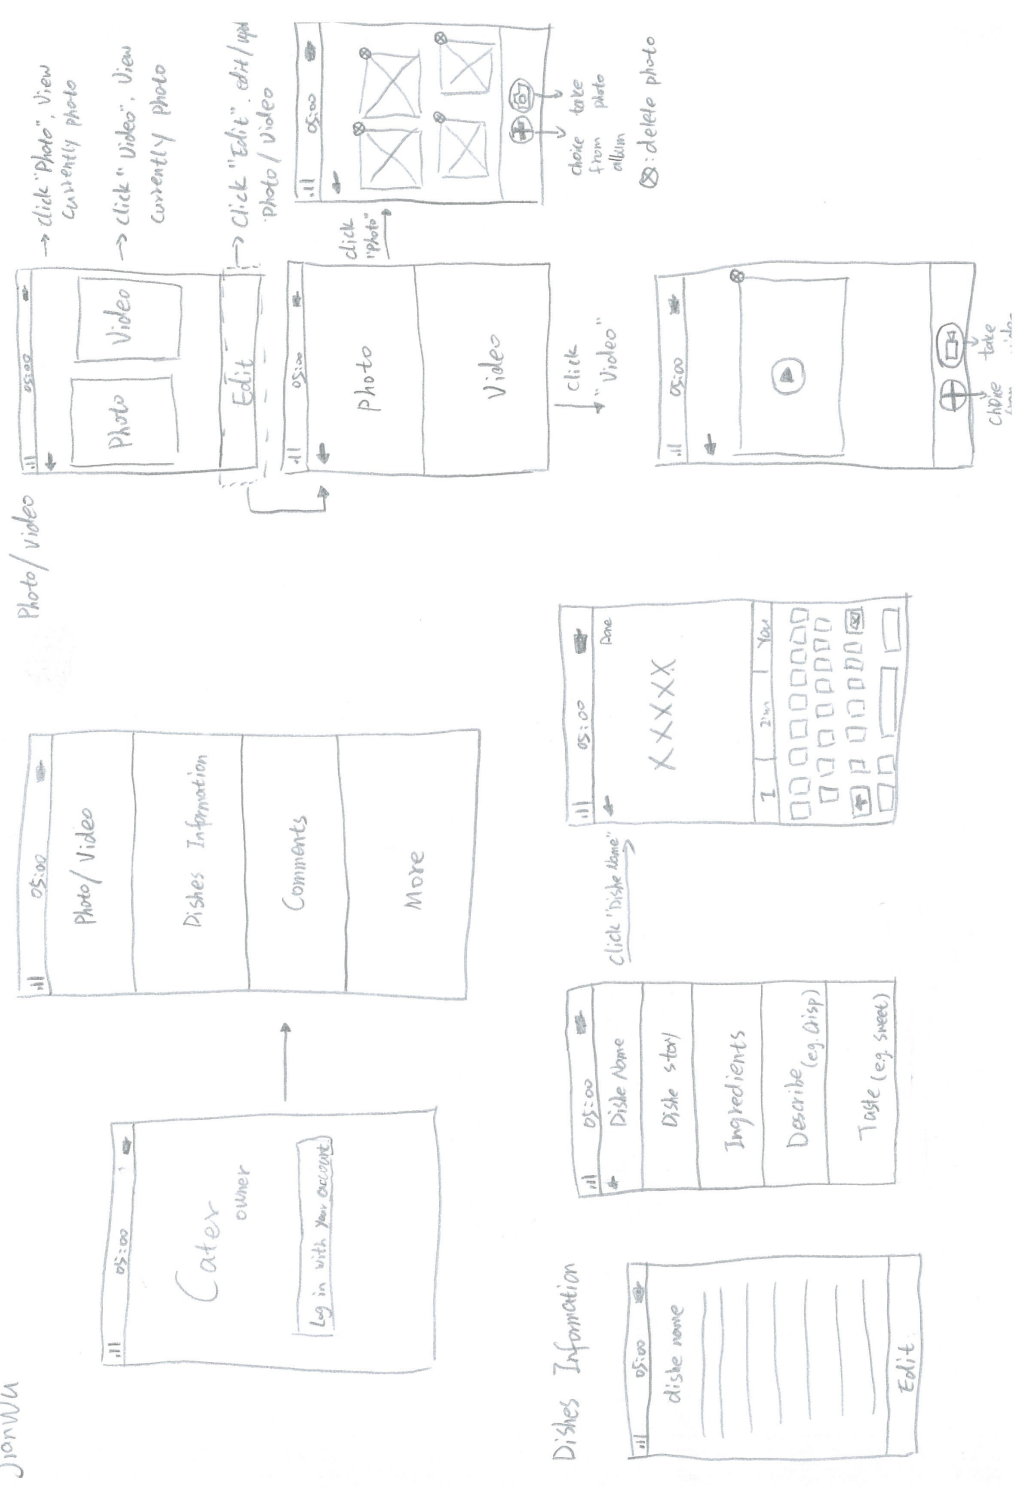 JianWu
05:00
Cater
owner
Log in with your account
05:00
Photo/Video
Dishes Information
Comments
More
Photo/video
05:00
Photo
Video
Edit
→ click "Photo", View
currently photo
→ Click "Video", View
currently photo
→ Click "Edit". edit/
photo/video
05:00
Photo
Video
click
"Photo"
05:00
choice
from
album
take
photo
⊗: delete photo
Click
"Video"
05:00
choice
take
Dishes Information
05:00
dishe name
Edit
05:00
Dishe Name
Dishe story
Ingredients
Describe (eg. Crisp)
Taste (e.g. sweet)
Click "Dishe Name"
05:00
Done
XXXXX
I
I'm
You